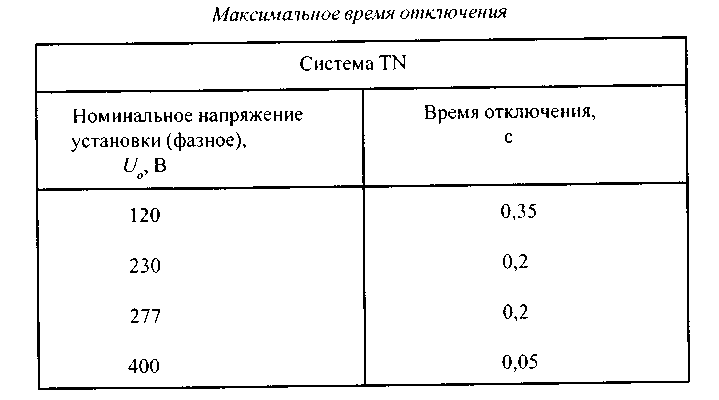 Максимальное время отключения
Система TN
Номинальное напряжение
установки (фазное),
Uo, В
Время отключения,
с
120
0,35
230
0,2
277
0,2
400
0,05